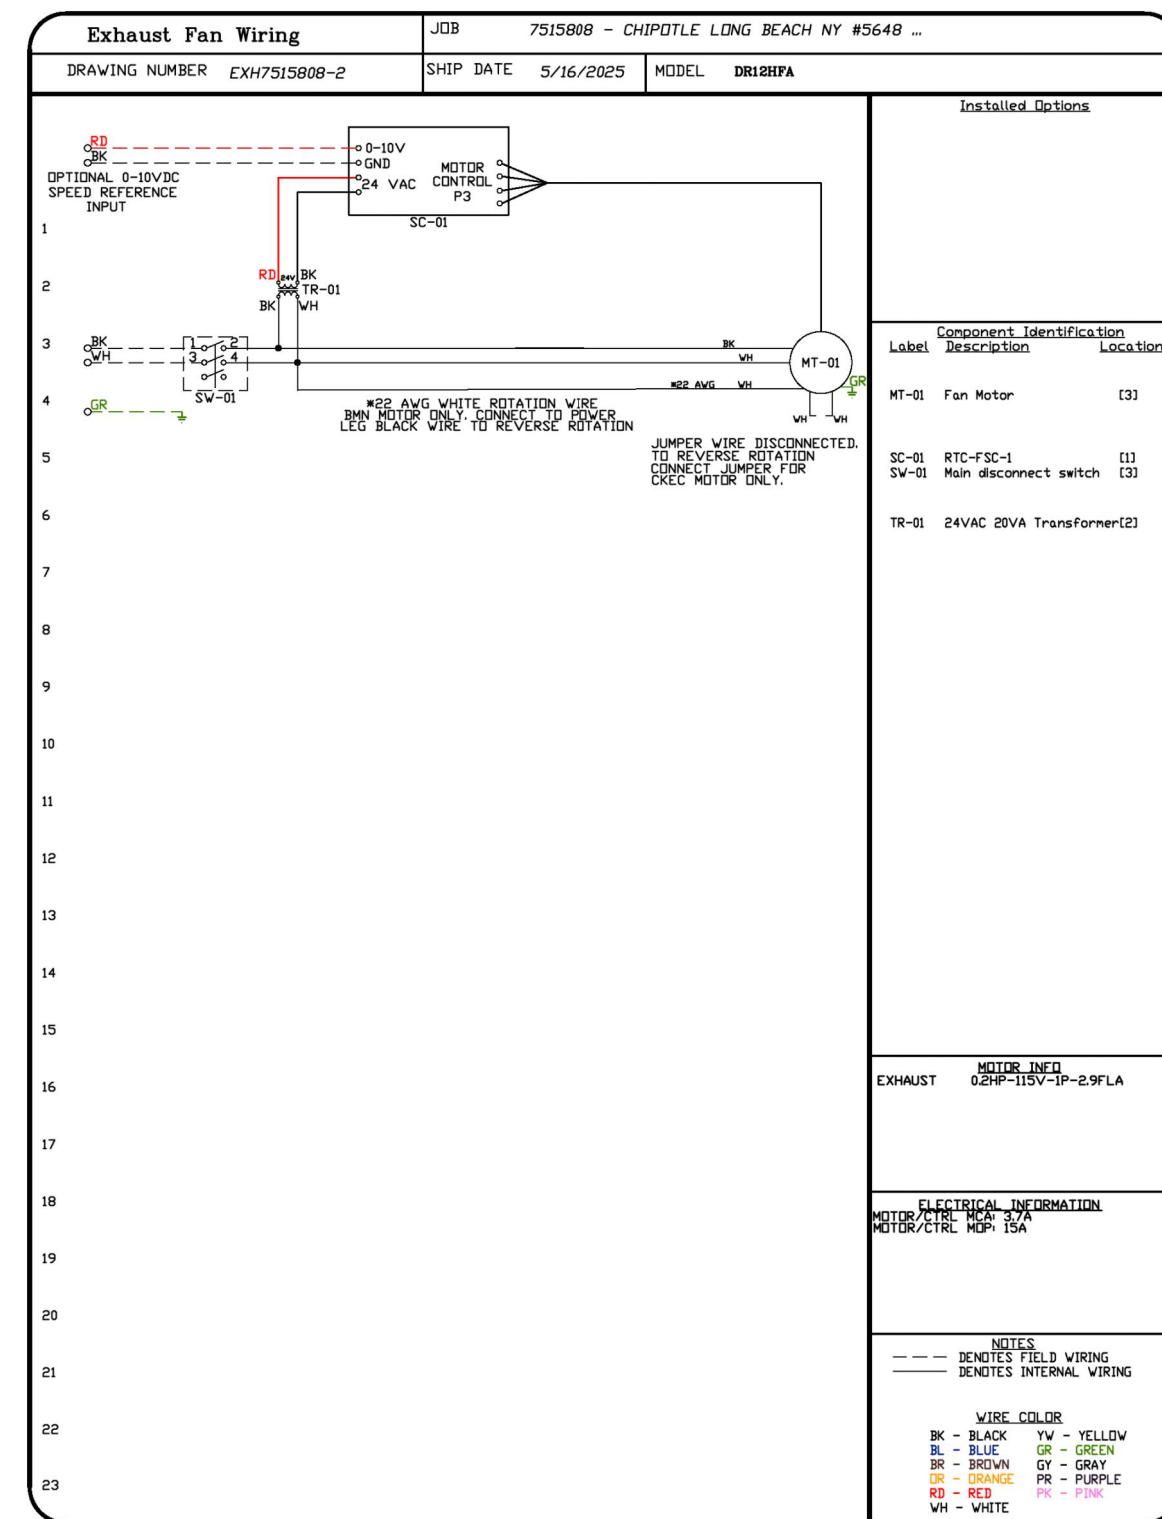 Exhaust Fan Wiring
JOB 7515808 - CHIPOTLE LONG BEACH NY #5648 ...
DRAWING NUMBER EXH7515808-2
SHIP DATE 5/16/2025
MODEL DR12HFA
RD
BK
OPTIONAL 0-10VDC
SPEED REFERENCE
INPUT
0-10V
GND
24 VAC
MOTOR
CONTROL
P3
SC-01
RD 24V BK
TR-01
BK WH
BK
WH
1 2
3 4
SW-01
GR
BK
WH
MT-01
*22 AWG WH
GR
WH WH
*22 AWG WHITE ROTATION WIRE
BMN MOTOR ONLY. CONNECT TO POWER
LEG BLACK WIRE TO REVERSE ROTATION
JUMPER WIRE DISCONNECTED.
TO REVERSE ROTATION
CONNECT JUMPER FOR
CKEC MOTOR ONLY.
1
2
3
4
5
6
7
8
9
10
11
12
13
14
15
16
17
18
19
20
21
22
23
Installed Options
Component Identification
Label Description Location
MT-01 Fan Motor [3]
SC-01 RTC-FSC-1 [1]
SW-01 Main disconnect switch [3]
TR-01 24VAC 20VA Transformer[2]
MOTOR INFO
EXHAUST 0.2HP-115V-1P-2.9FLA
ELECTRICAL INFORMATION
MOTOR/CTRL MCA: 3.7A
MOTOR/CTRL MOP: 15A
NOTES
DENOTES FIELD WIRING
DENOTES INTERNAL WIRING
WIRE COLOR
BK - BLACK YW - YELLOW
BL - BLUE GR - GREEN
BR - BROWN GY - GRAY
OR - ORANGE PR - PURPLE
RD - RED PK - PINK
WH - WHITE